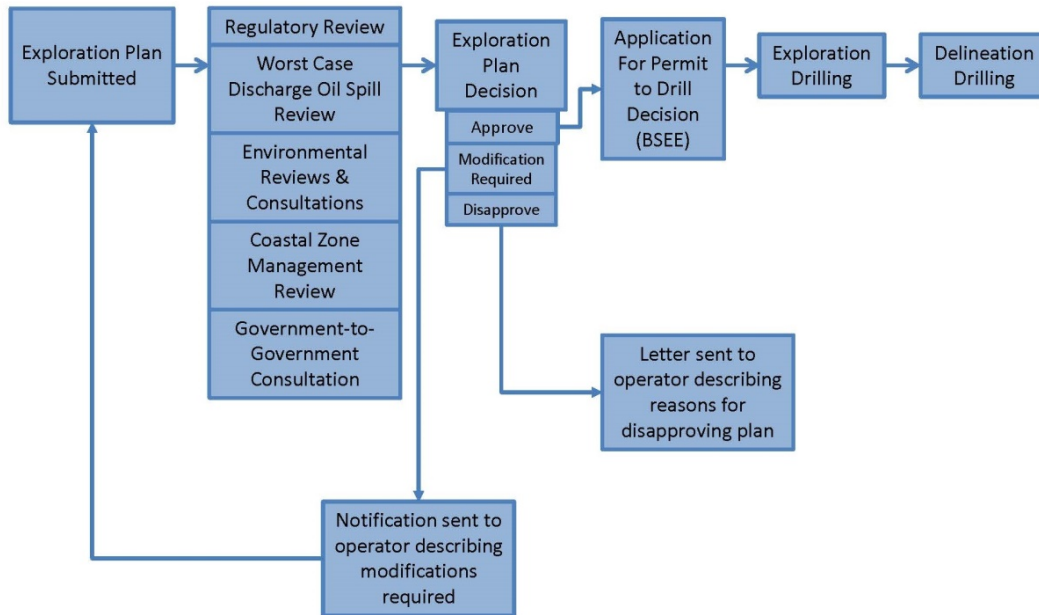 Exploration Plan
Submitted
Regulatory Review
Worst Case
Discharge Oil Spill
Review
Environmental
Reviews &
Consultations
Coastal Zone
Management
Review
Government-to-
Government
Consultation
Exploration
Plan
Decision
Approve
Modification
Required
Disapprove
Application
For Permit
to Drill
Decision
(BSEE)
Exploration
Drilling
Delineation
Drilling
Letter sent to
operator describing
reasons for
disapproving plan
Notification sent to
operator describing
modifications
required